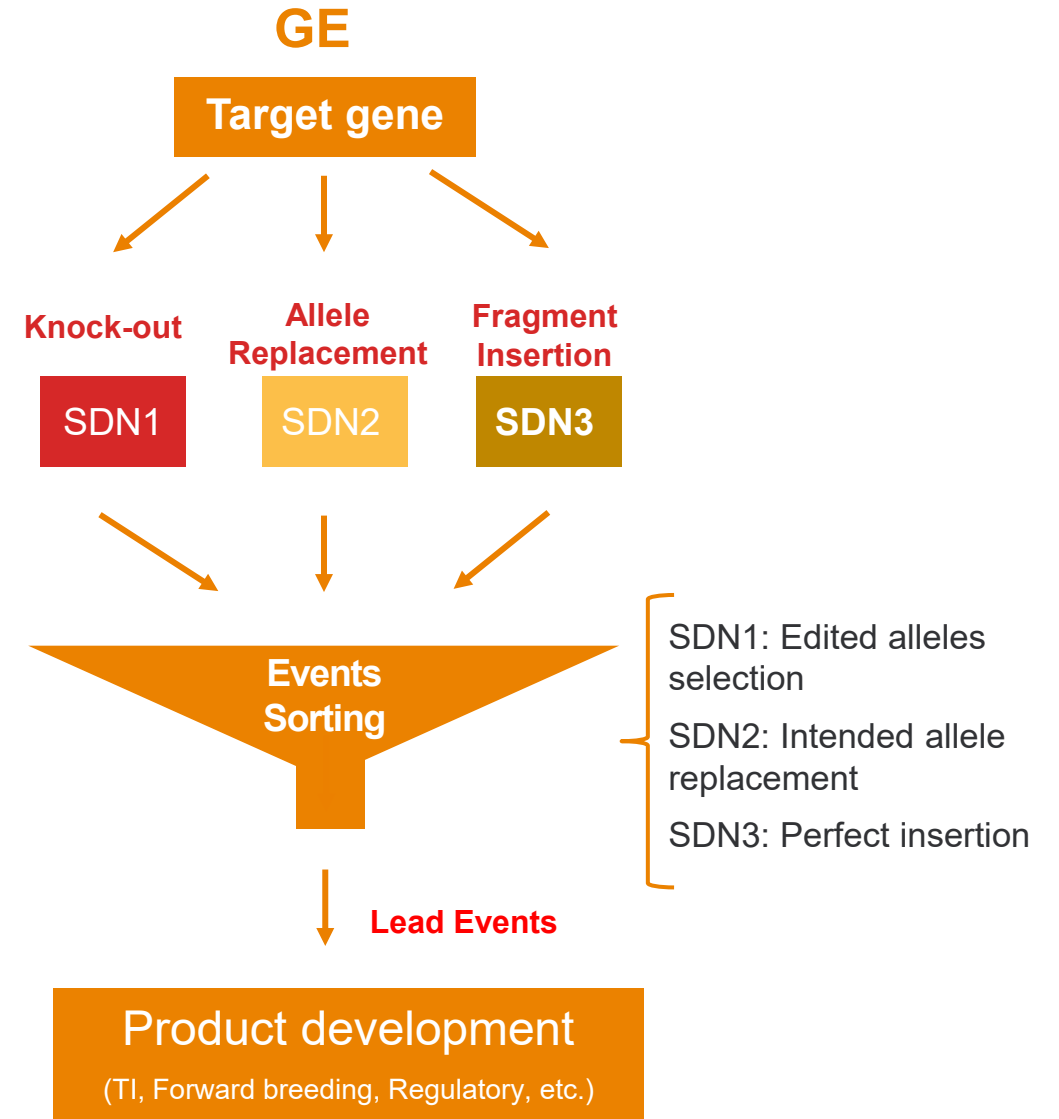 GE
Target gene
Knock-out
Allele
Replacement
Fragment
Insertion
SDN1
SDN2
SDN3
Events
Sorting
SDN1: Edited alleles
selection
SDN2: Intended allele
replacement
SDN3: Perfect insertion
Lead Events
Product development
(TI, Forward breeding, Regulatory, etc.)